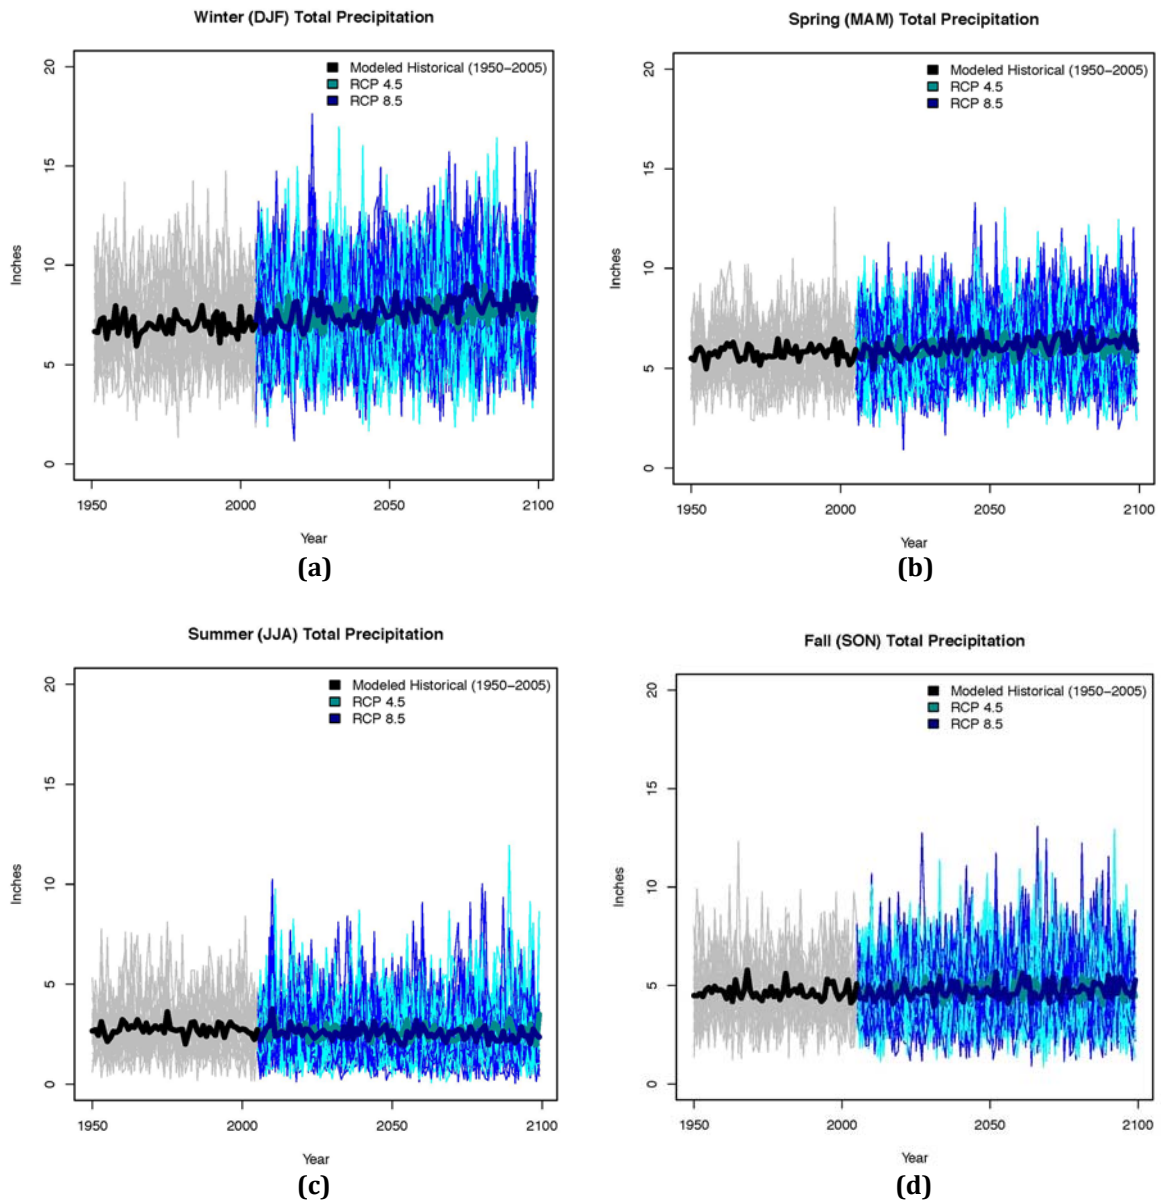 Winter (DJF) Total Precipitation
20
15
10
5
0
Inches
Modeled Historical (1950−2005)
RCP 4.5
RCP 8.5
1950 2000 2050 2100
Year
(a)
Spring (MAM) Total Precipitation
20
15
10
5
0
Inches
Modeled Historical (1950−2005)
RCP 4.5
RCP 8.5
1950 2000 2050 2100
Year
(b)
Summer (JJA) Total Precipitation
20
15
10
5
0
Inches
Modeled Historical (1950−2005)
RCP 4.5
RCP 8.5
1950 2000 2050 2100
Year
(c)
Fall (SON) Total Precipitation
20
15
10
5
0
Inches
Modeled Historical (1950−2005)
RCP 4.5
RCP 8.5
1950 2000 2050 2100
Year
(d)